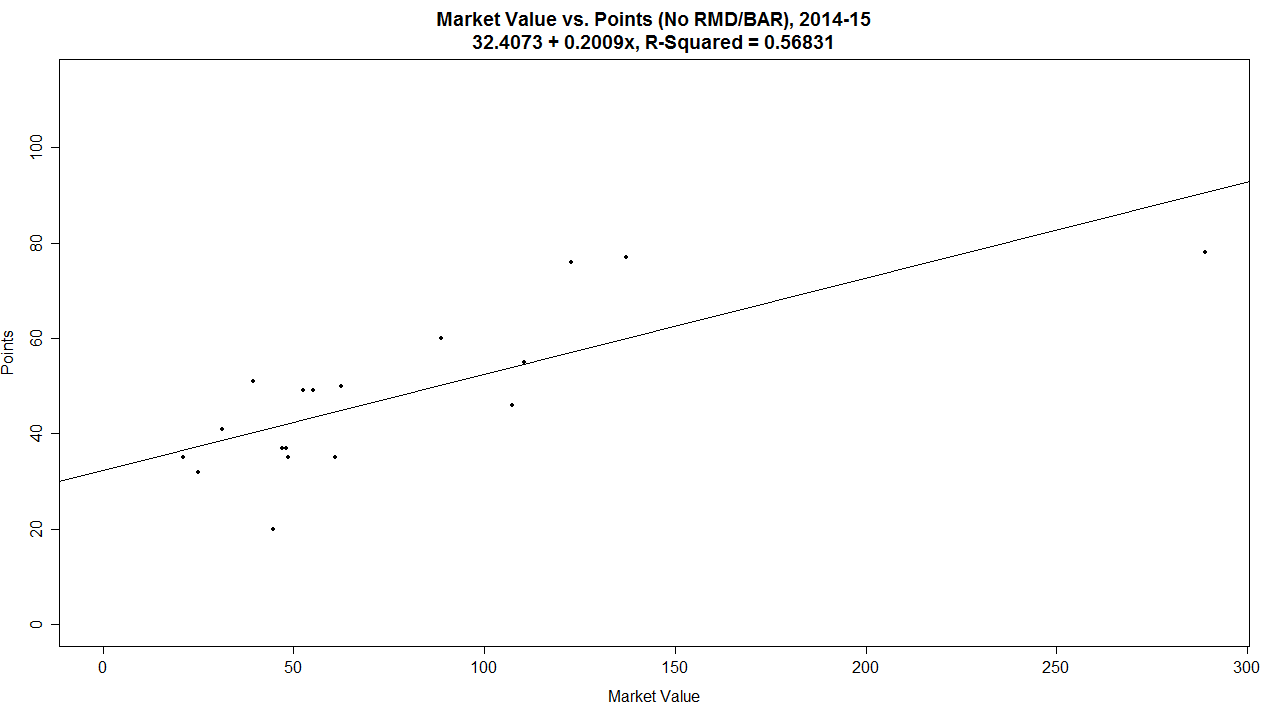 Market Value vs. Points (No RMD/BAR), 2014-15
32.4073 + 0.2009x, R-Squared = 0.56831
Points
100
80
60
40
20
0
0 50 100 150 200 250 300
Market Value